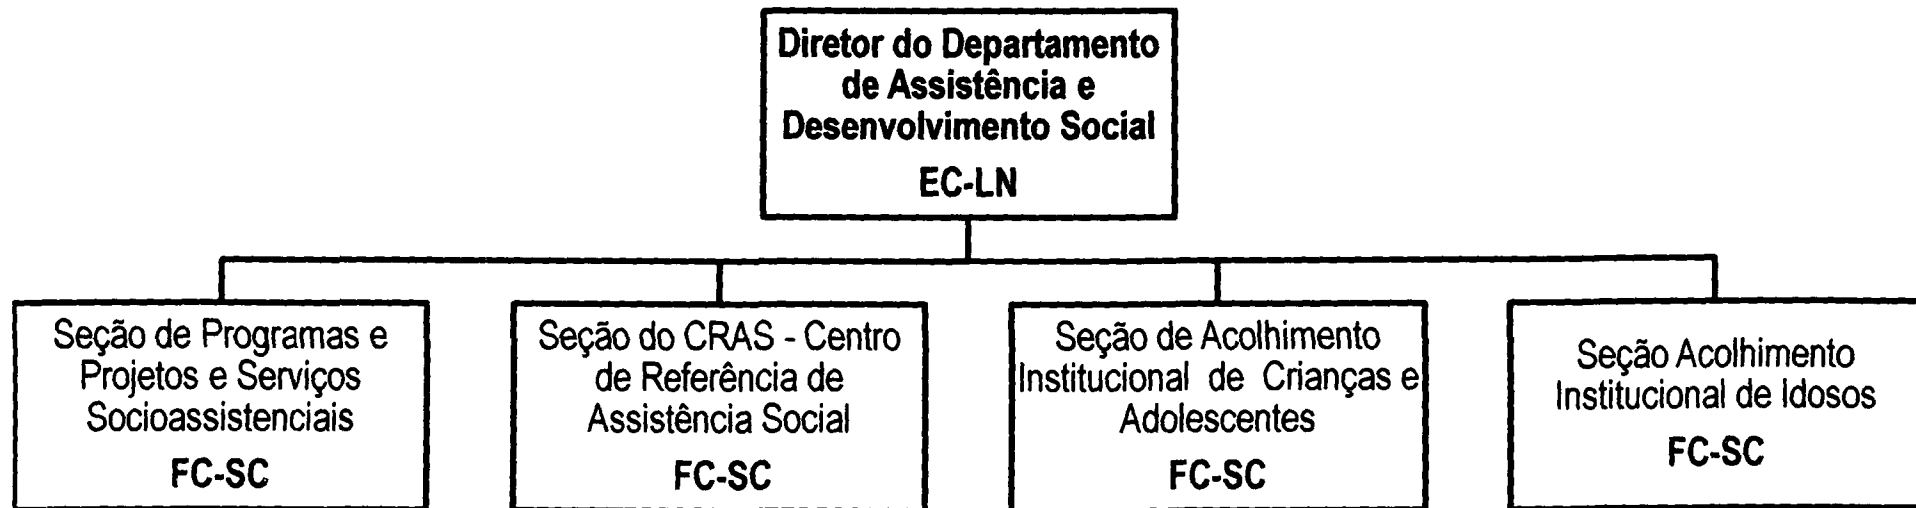 Diretor do Departamento
de Assistência e
Desenvolvimento Social
EC-LN
Seção de Programas e
Projetos e Serviços
Socioassistenciais
FC-SC
Seção do CRAS - Centro
de Referência de
Assistência Social
FC-SC
Seção de Acolhimento
Institucional de Crianças e
Adolescentes
FC-SC
Seção Acolhimento
Institucional de Idosos
FC-SC